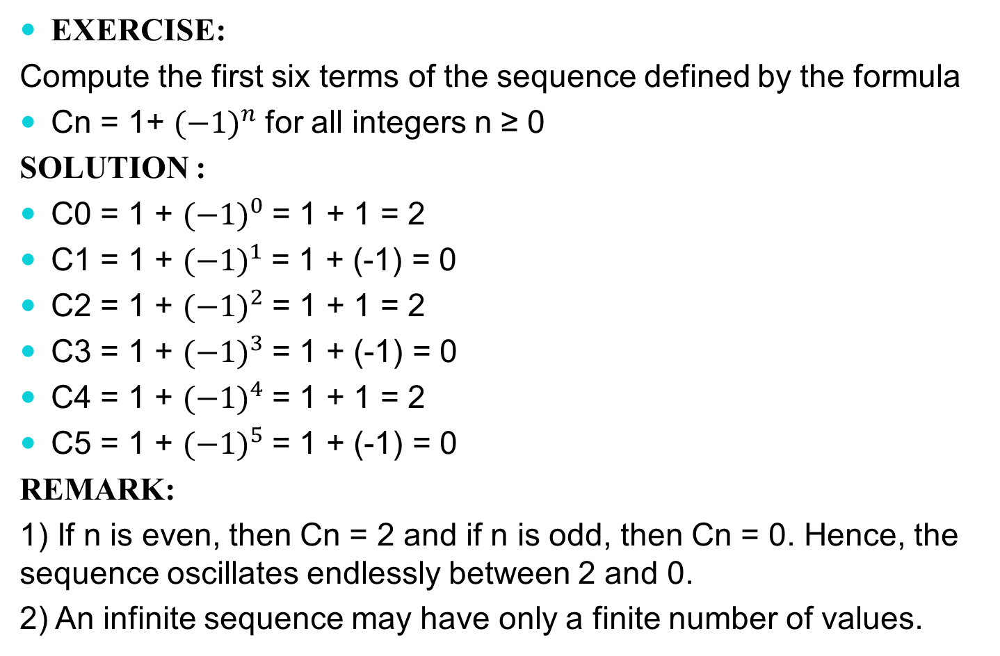 • EXERCISE:
Compute the first six terms of the sequence defined by the formula
• Cn = 1+ (−1)ⁿ for all integers n ≥ 0
SOLUTION :
• C0 = 1 + (−1)⁰ = 1 + 1 = 2
• C1 = 1 + (−1)¹ = 1 + (-1) = 0
• C2 = 1 + (−1)² = 1 + 1 = 2
• C3 = 1 + (−1)³ = 1 + (-1) = 0
• C4 = 1 + (−1)⁴ = 1 + 1 = 2
• C5 = 1 + (−1)⁵ = 1 + (-1) = 0
REMARK:
1) If n is even, then Cn = 2 and if n is odd, then Cn = 0. Hence, the
sequence oscillates endlessly between 2 and 0.
2) An infinite sequence may have only a finite number of values.